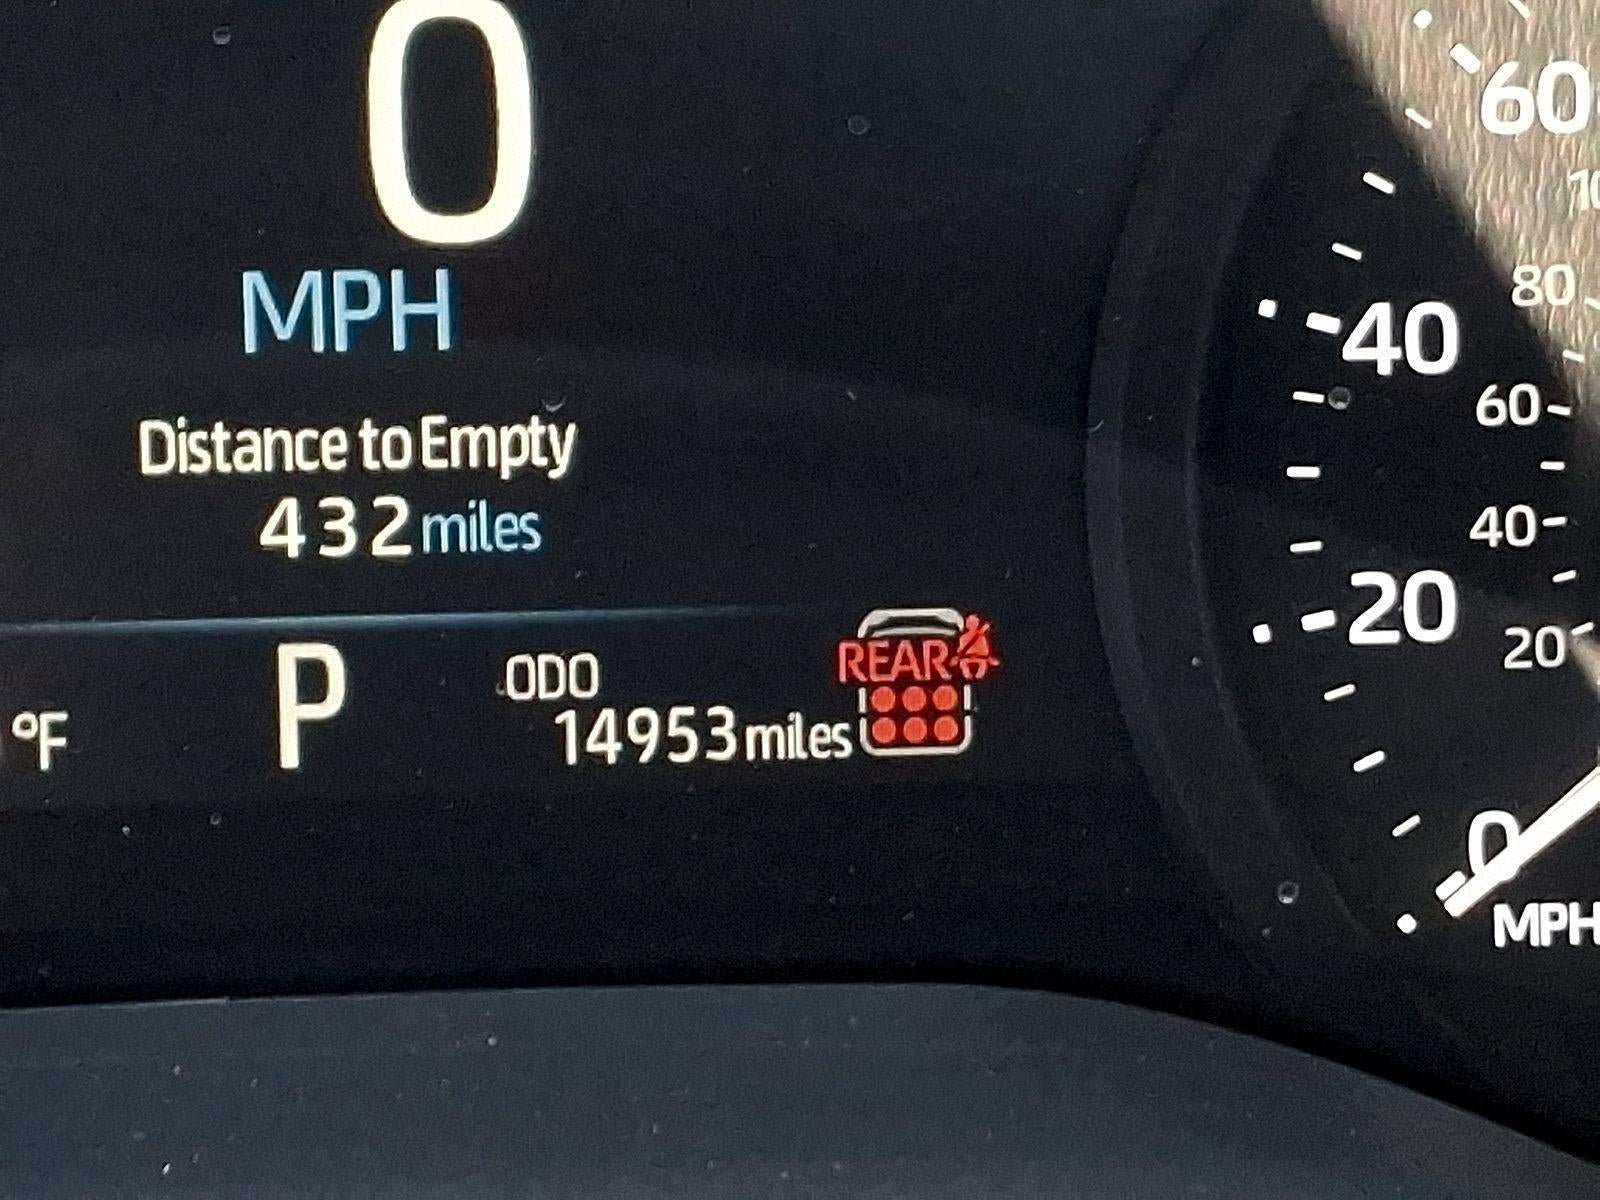 0
MPH
Distance to Empty
432 miles
°F
P
ODO
14953 miles
REAR
60
80
40
60
40
20
20
0
MPH